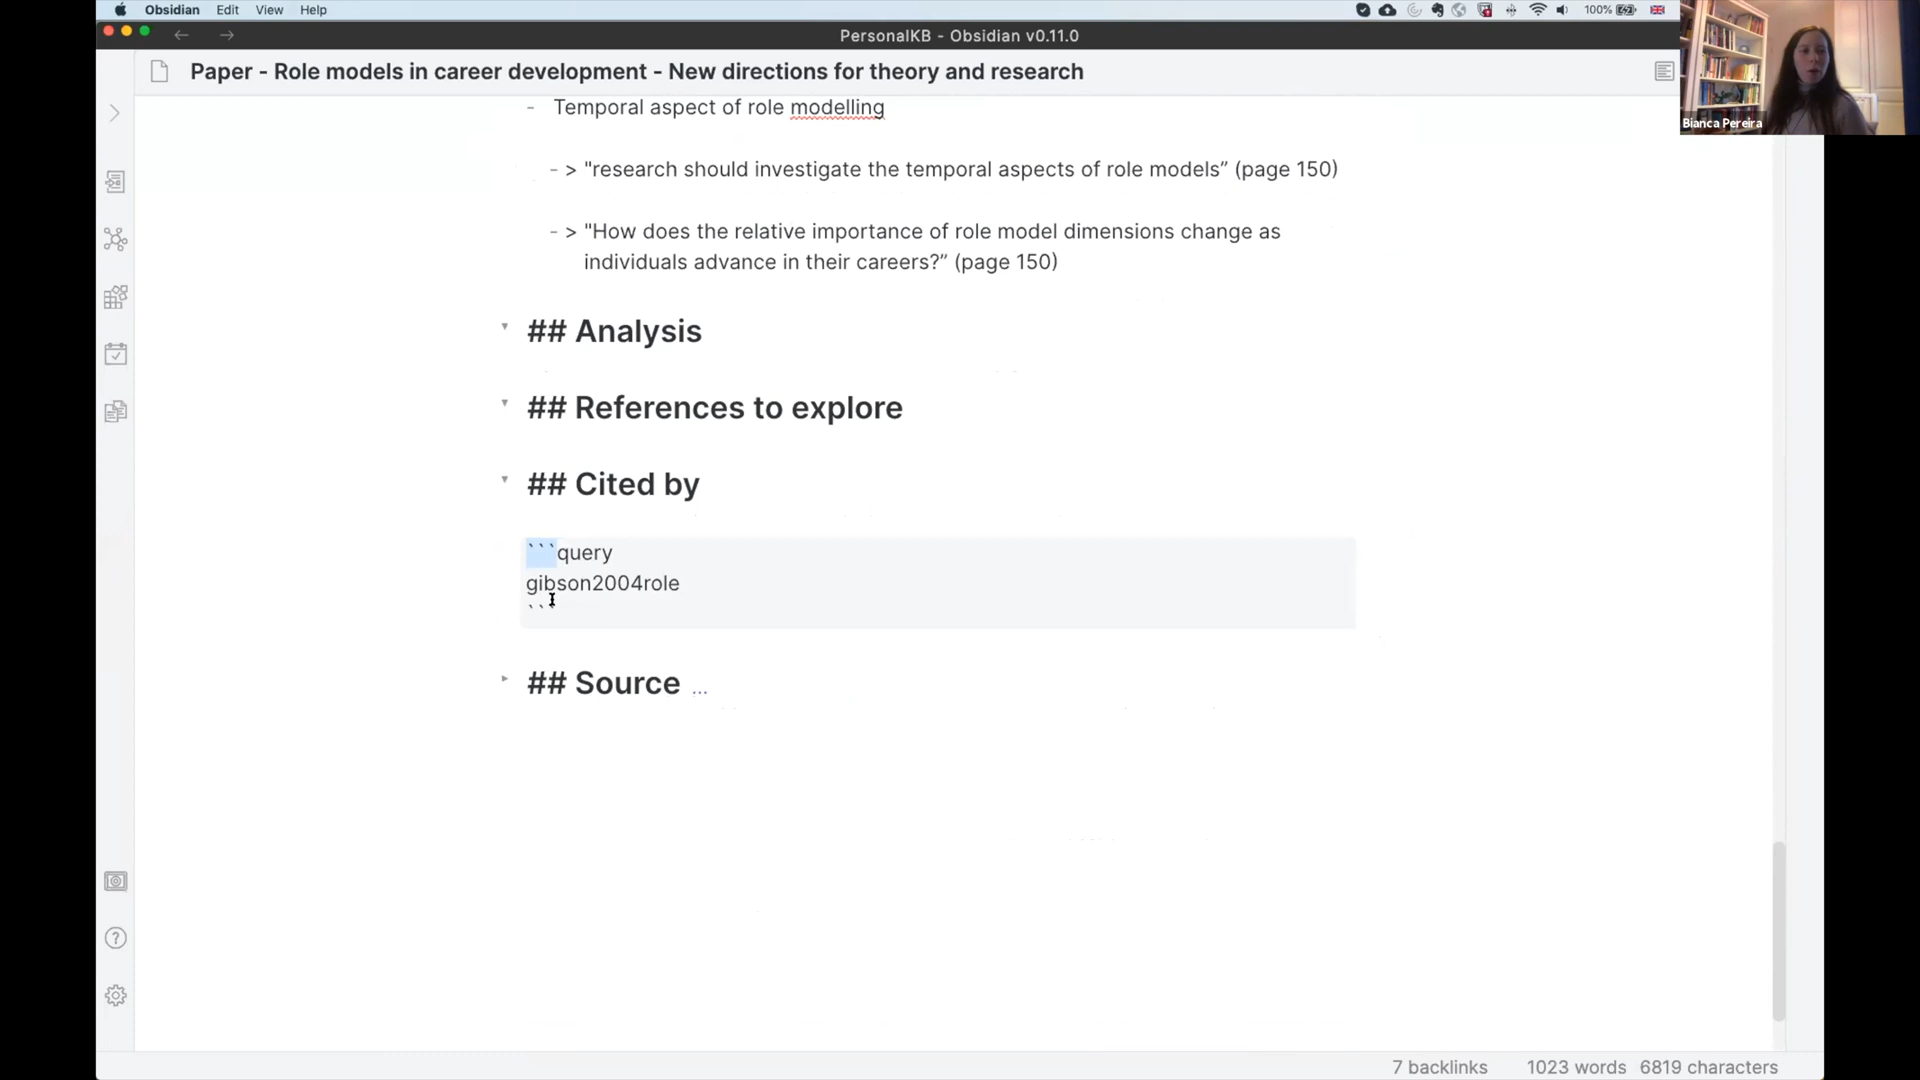 Obsidian Edit View Help
100%
PersonalKB - Obsidian v0.11.0
Paper - Role models in career development - New directions for theory and research
Bianca Pereira
- Temporal aspect of role modelling
- > "research should investigate the temporal aspects of role models” (page 150)
- > "How does the relative importance of role model dimensions change as
individuals advance in their careers?” (page 150)
## Analysis
## References to explore
## Cited by
```query
gibson2004role
```
## Source ...
7 backlinks 1023 words 6819 characters